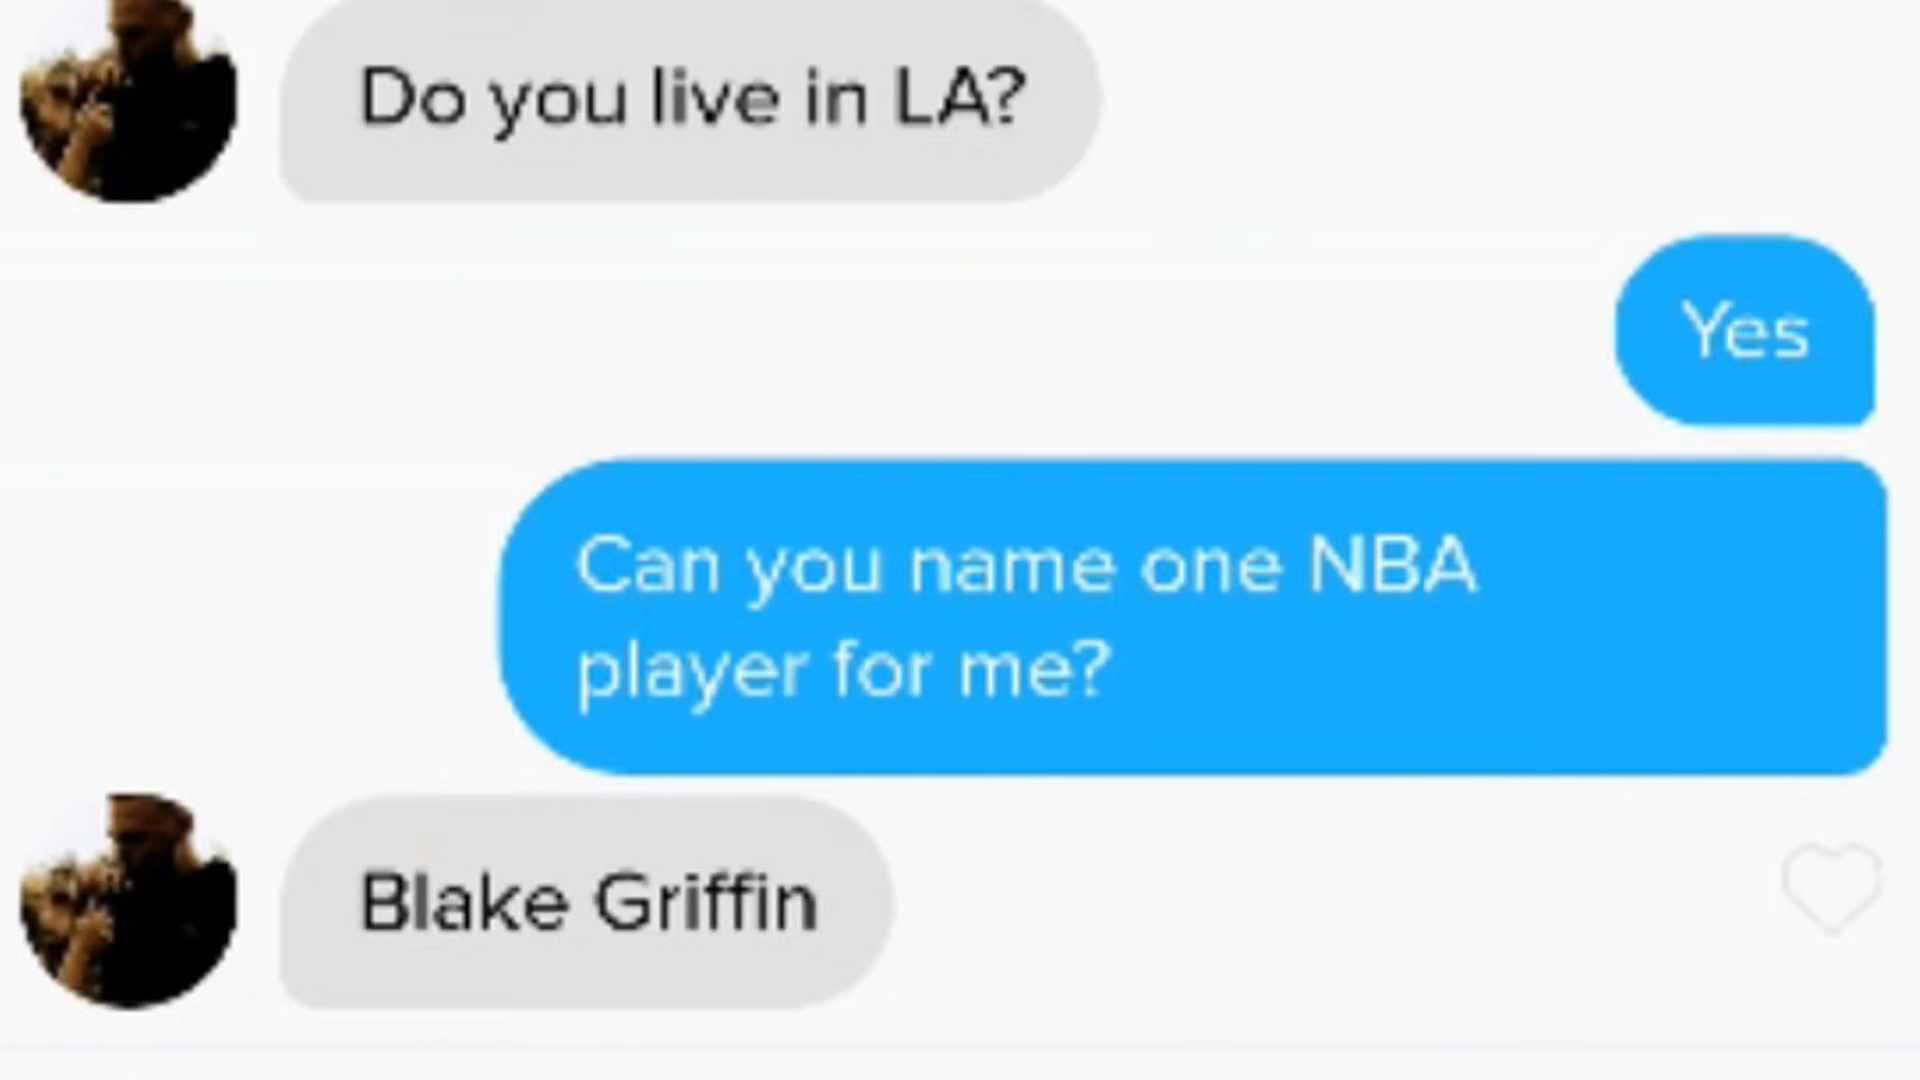 Do you live in LA?
Yes
Can you name one NBA
player for me?
Blake Griffin